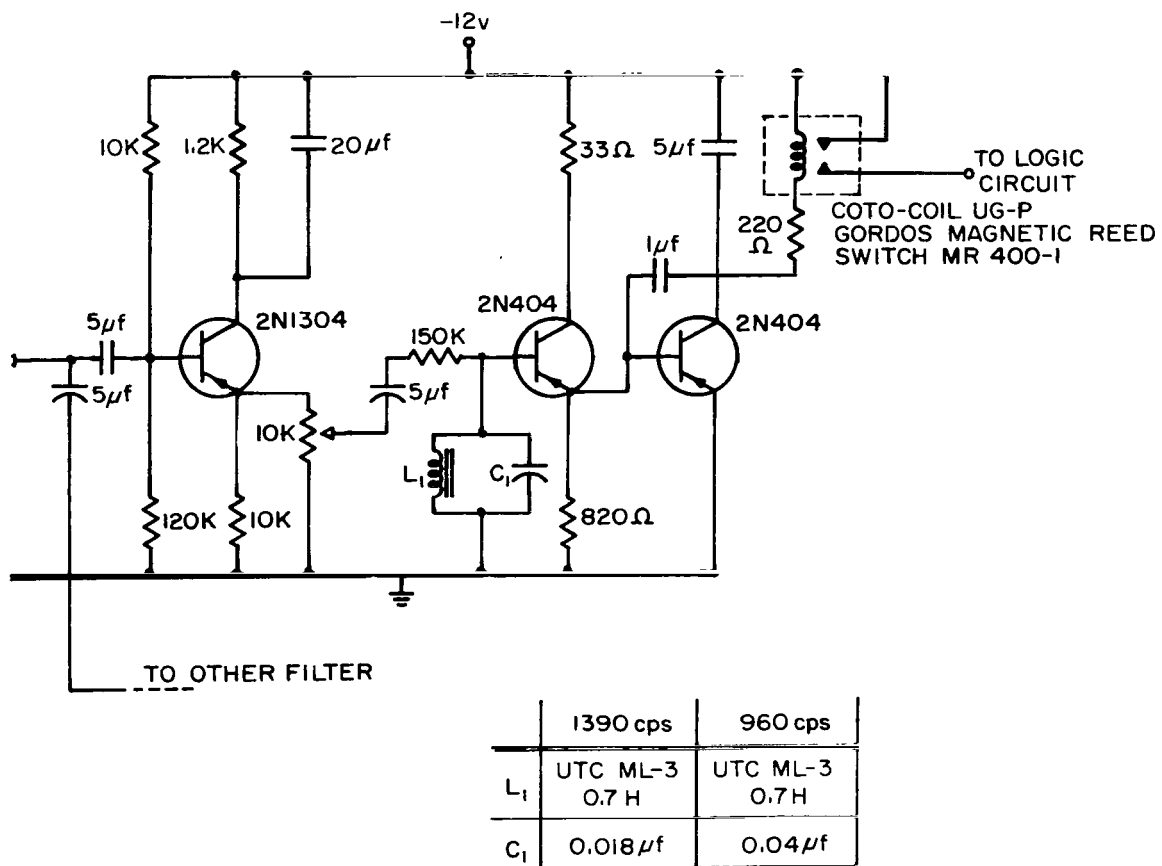 -12v
10K
1.2K
20µf
33Ω
5µf
TO LOGIC
CIRCUIT
COTO-COIL UG-P
GORDOS MAGNETIC REED
SWITCH MR 400-1
220
Ω
1µf
2N1304
2N404
2N404
5µf
150K
5µf
5µf
10K
L1
C1
120K
10K
820Ω
TO OTHER FILTER
1390 cps 960 cps
L1 UTC ML-3 UTC ML-3
0.7 H 0.7H
C1 0.018µf 0.04µf